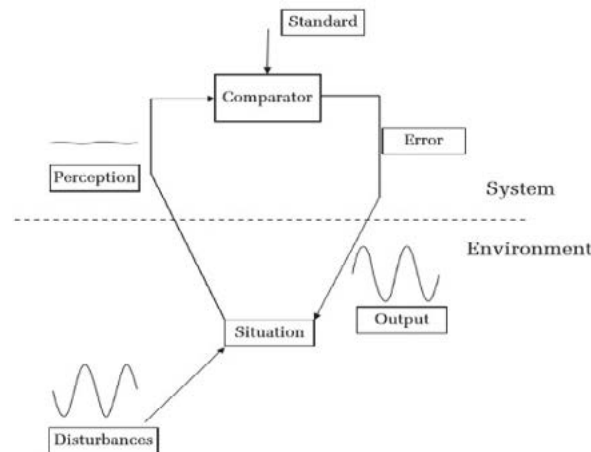 Standard
Comparator
Error
Perception
System
Environment
Output
Situation
Disturbances